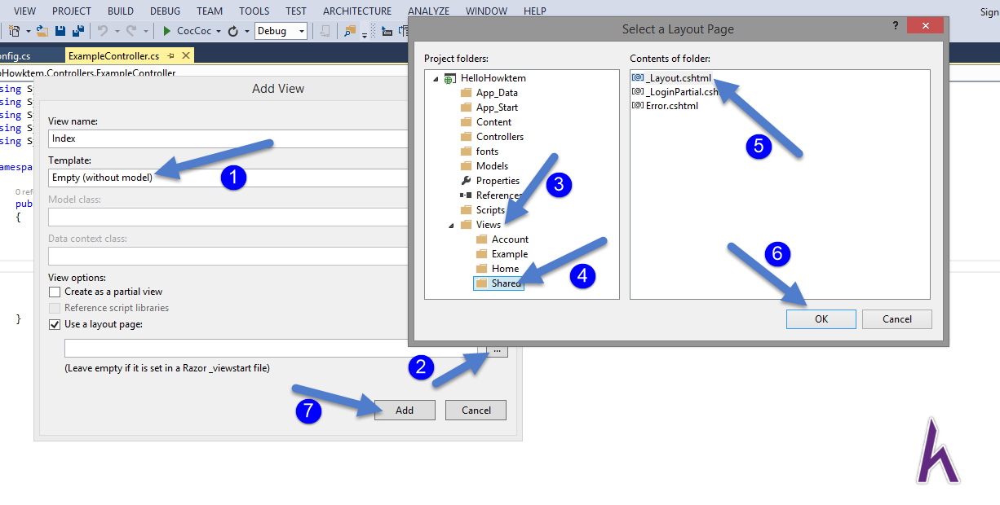 VIEW PROJECT BUILD DEBUG TEAM TOOLS TEST ARCHITECTURE ANALYZE WINDOW HELP
Sign
CocCoc Debug
nfig.cs ExampleController.cs
oHowktem.Controllers.ExampleController
sing
sing
sing
sing
sing
amespa
0 ref
pub
{
}
Add View
View name:
Index
Template:
Empty (without model)
1
Model class:
Data context class:
View options:
Create as a partial view
Reference script libraries
Use a layout page:
...
2
(Leave empty if it is set in a Razor _viewstart file)
7
Add Cancel
Select a Layout Page
? ×
Project folders:
HelloHowktem
App_Data
App_Start
Content
Controllers
fonts
Models
Properties
References
Scripts
Views
Account
Example
Home
Shared
3
4
Contents of folder:
[@] _Layout.cshtml
[@] _LoginPartial.csh
[@] Error.cshtml
5
6
OK Cancel
h